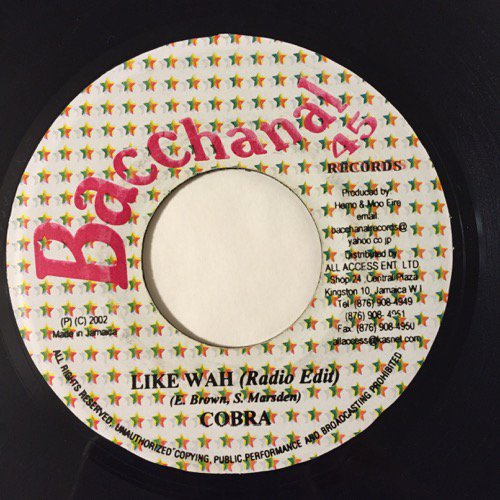 Bacchanal
45
RECORDS
Produced by
Hemo & Moo Fire
email:
bacchanalrecords@
yahoo.co.jp
Distributed by
ALL ACCESS ENT LTD.
Shop 24 ,Central Plaza
Kingston 10, Jamaica W.I
Tel (876) 908-4949
(876) 908- 4951
Fax (876) 908-4950
allaccess@kasnet.com
(P) (C) 2002
Made in Jamaica
LIKE WAH (Radio Edit)
(E. Brown, S. Marsden)
COBRA
ALL RIGHTS RESERVED, UNAUTHORIZED COPYING, PUBLIC PERFORMANCE AND BROADCASTING PROHIBITED